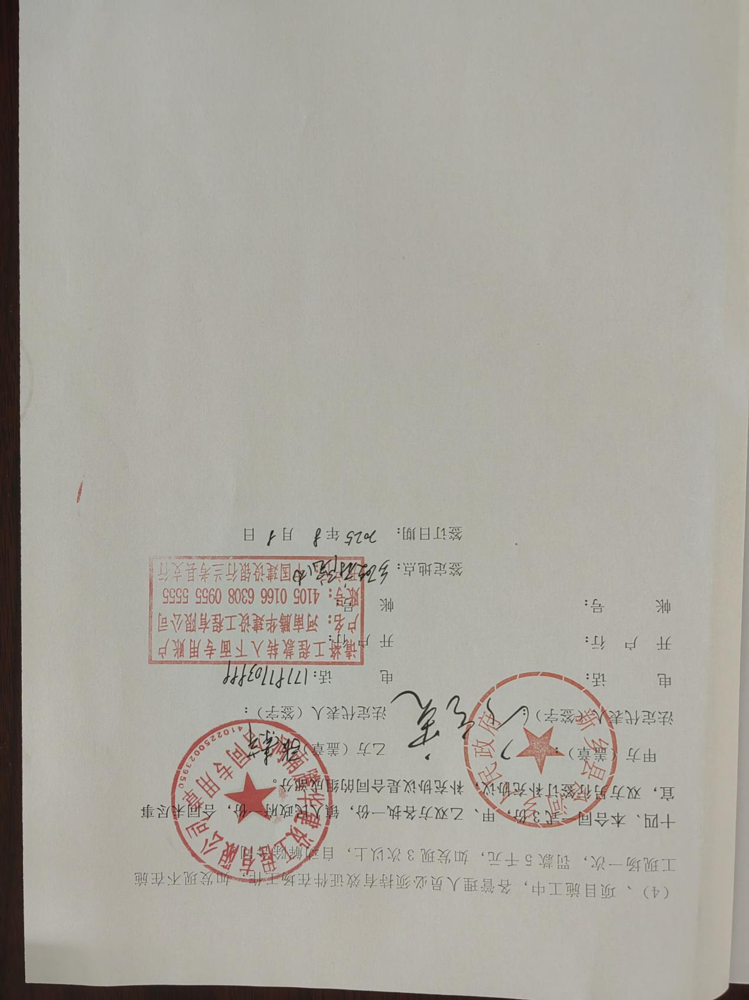 （4）、项目施工中，各管理人员必须持有效证件在场工作，如发现不在施
工现场一次，罚款5千元，如发现3次以上，自动解除合同
十四、本合同一式3份，甲、乙双方各执一份，镇人民政府一份，合同未尽事
宜，双方另行签订补充协议，补充协议是合同的组成部分。
甲方（盖章）： 乙方（盖章）
法定代表人（签字）： 法定代表人（签字）：
电 话： 电 话：17787703888
开 户 行： 开 户 行：
帐 号： 帐 号：
签定地点：
签订日期：2025年8月1日
河南腾华建设工程有限公司
合同专用章
4102250023950
请将工程款转入下面专用账户
户名：河南腾华建设工程有限公司
账号：4105 0166 6308 0955 5555
中国建设银行兰考县支行
新乡县 人民政府